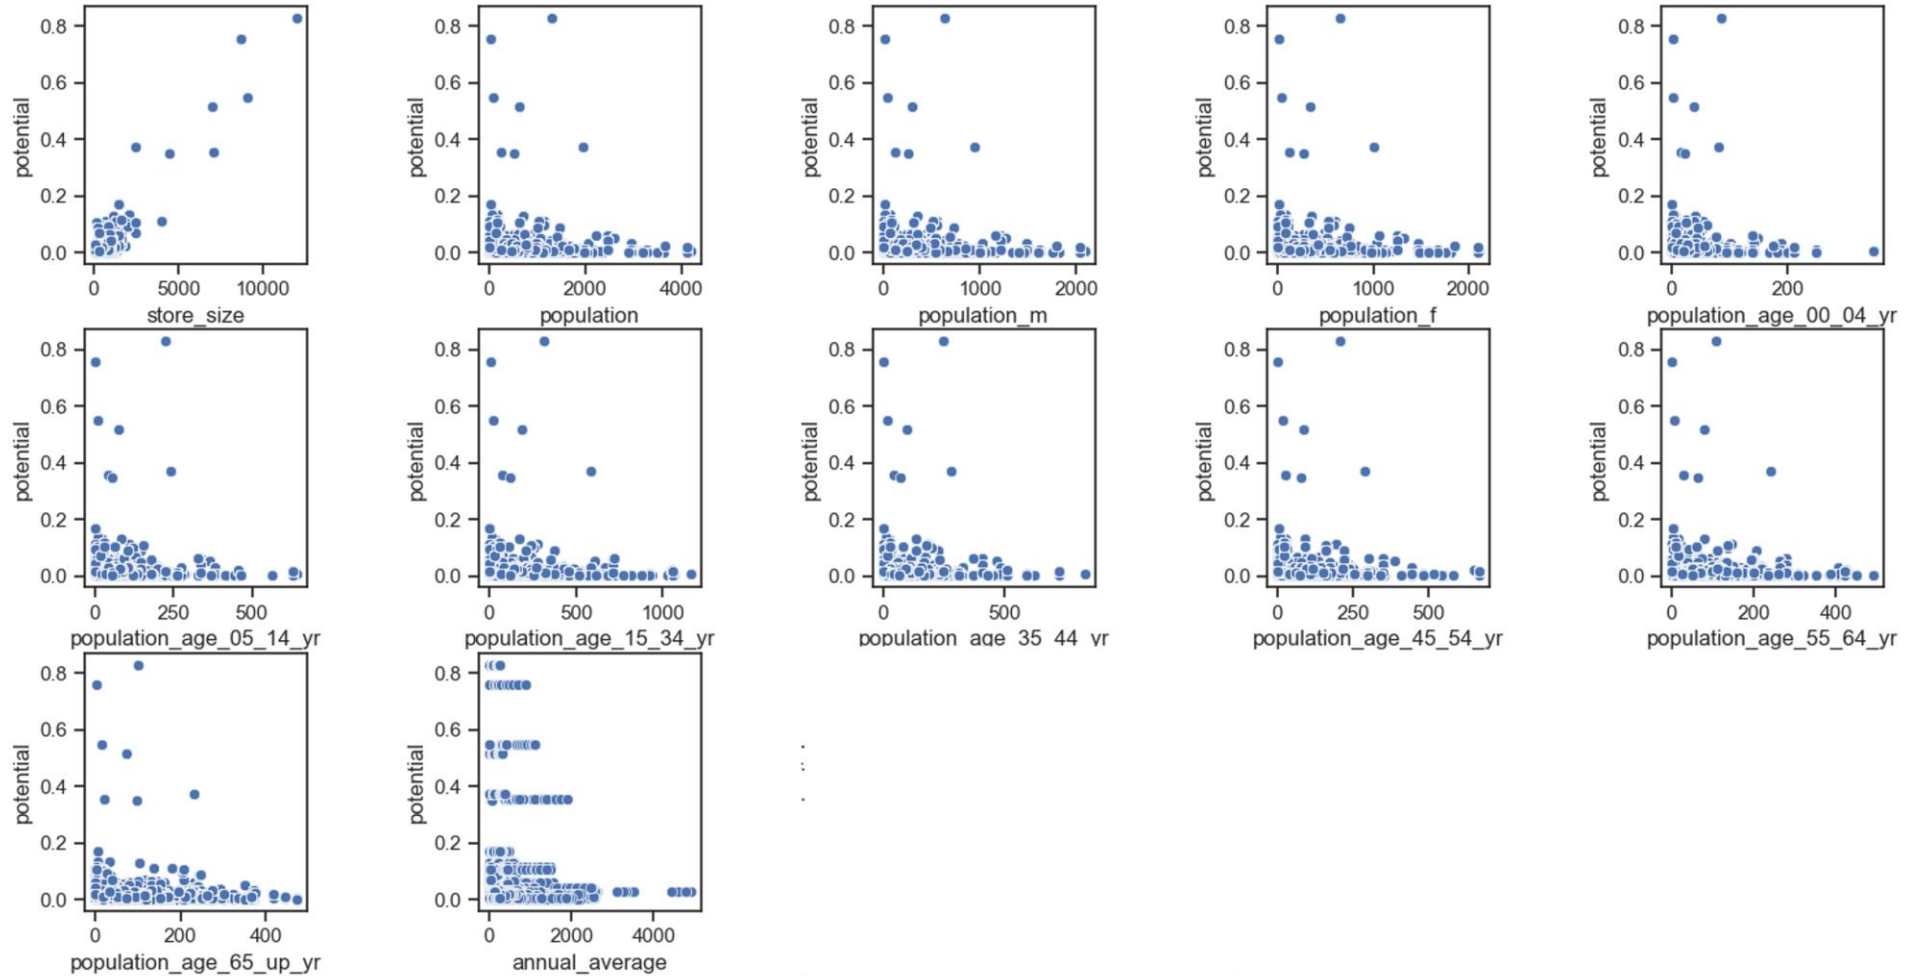 potential
0.8
0.6
0.4
0.2
0.0
0 5000 10000
store_size
potential
0.8
0.6
0.4
0.2
0.0
0 2000 4000
population
potential
0.8
0.6
0.4
0.2
0.0
0 1000 2000
population_m
potential
0.8
0.6
0.4
0.2
0.0
0 1000 2000
population_f
potential
0.8
0.6
0.4
0.2
0.0
0 200
population_age_00_04_yr
potential
0.8
0.6
0.4
0.2
0.0
0 250 500
population_age_05_14_yr
potential
0.8
0.6
0.4
0.2
0.0
0 500 1000
population_age_15_34_yr
potential
0.8
0.6
0.4
0.2
0.0
0 500
population_age_35_44_yr
potential
0.8
0.6
0.4
0.2
0.0
0 250 500
population_age_45_54_yr
potential
0.8
0.6
0.4
0.2
0.0
0 200 400
population_age_55_64_yr
potential
0.8
0.6
0.4
0.2
0.0
0 200 400
population_age_65_up_yr
potential
0.8
0.6
0.4
0.2
0.0
0 2000 4000
annual_average